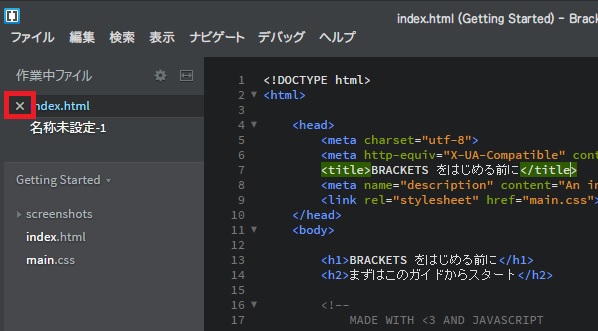 index.html (Getting Started) - Brac
ファイル 編集 検索 表示 ナビゲート デバッグ ヘルプ
作業中ファイル
index.html
名称未設定-1
Getting Started
screenshots
index.html
main.css
1 <!DOCTYPE html>
2 <html>
3
4 <head>
5 <meta charset="utf-8">
6 <meta http-equiv="X-UA-Compatible" cont
7 <title>BRACKETS をはじめる前に</title>
8 <meta name="description" content="An in
9 <link rel="stylesheet" href="main.css">
10 </head>
11 <body>
12
13 <h1>BRACKETS をはじめる前に</h1>
14 <h2>まずはこのガイドからスタート</h2>
15
16 <!--
17 MADE WITH <3 AND JAVASCRIPT